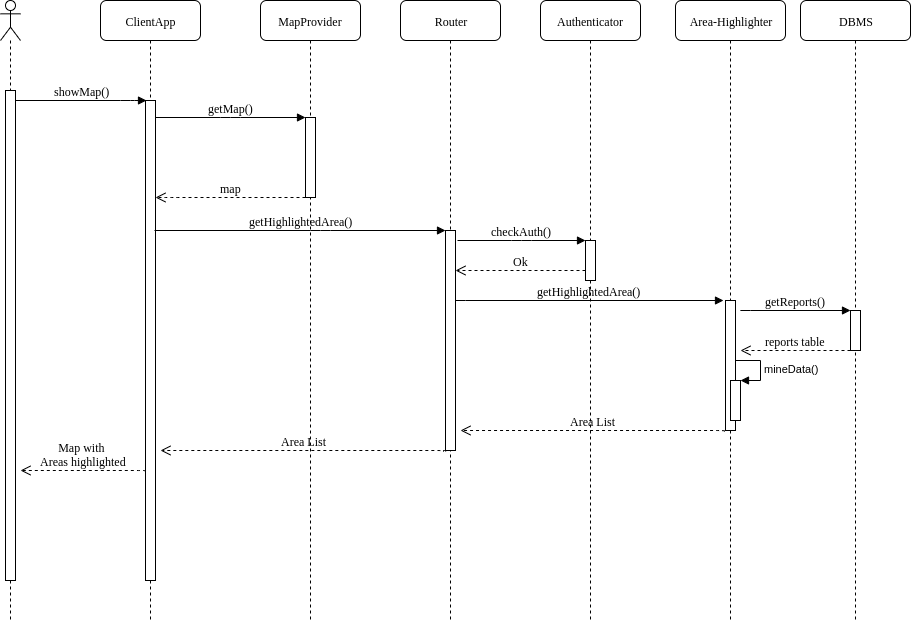 ClientApp
MapProvider
Router
Authenticator
Area-Highlighter
DBMS
showMap()
getMap()
map
getHighlightedArea()
checkAuth()
Ok
getHighlightedArea()
getReports()
reports table
mineData()
Area List
Area List
Map with
Areas highlighted